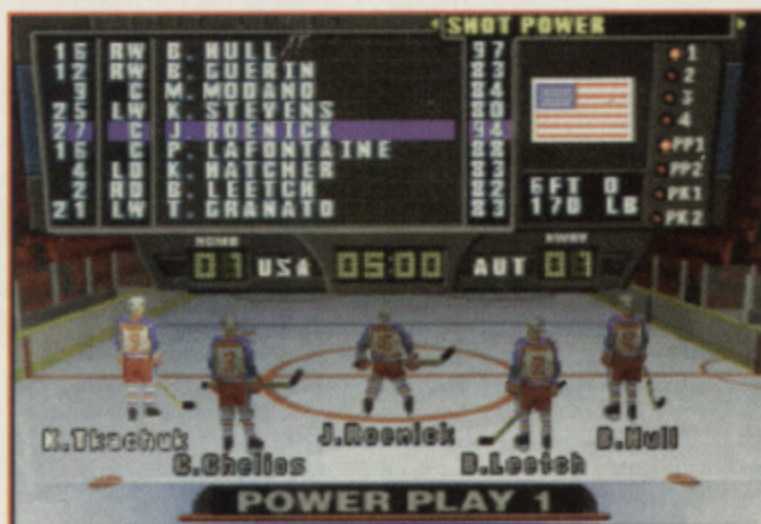 SHOT POWER
16 RW B. HULL 97
12 RW B. GUERIN 83
9 C M. MODANO 84
25 LW K. STEVENS 80
27 C J. ROENICK 94
16 C P. LAFONTAINE 88
4 LD K. HATCHER 83
2 RD B. LEETCH 82
21 LW T. GRANATO 83
1
2
3
4
PP1
PP2
PK1
PK2
6FT 0
170 LB
HOME AWAY
01 USA 05:00 AUT 01
K.Tkachuk
C.Chelios
J.Roenick
B.Leetch
B.Hull
POWER PLAY 1